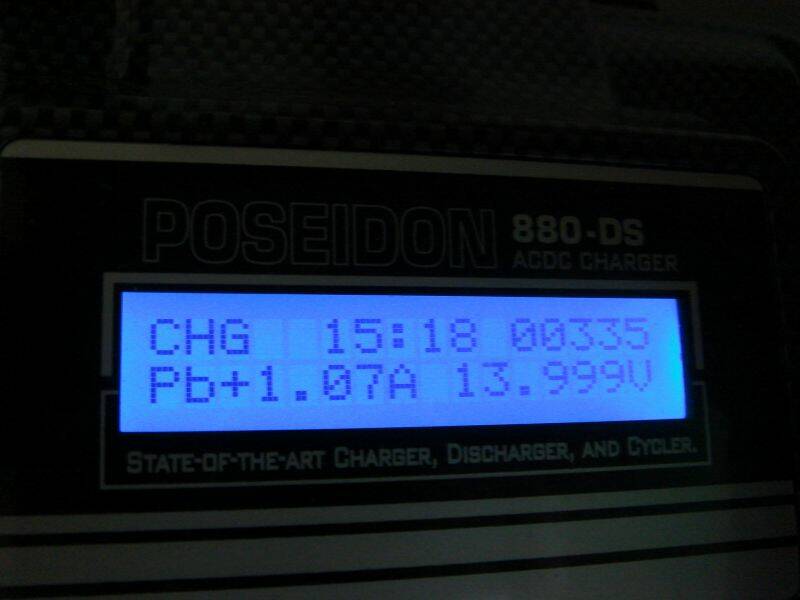 POSEIDON 880-DS
ACDC CHARGER
CHG 15:18 00335
Pb+1.07A 13.999V
STATE-OF-THE-ART CHARGER, DISCHARGER, AND CYCLER.